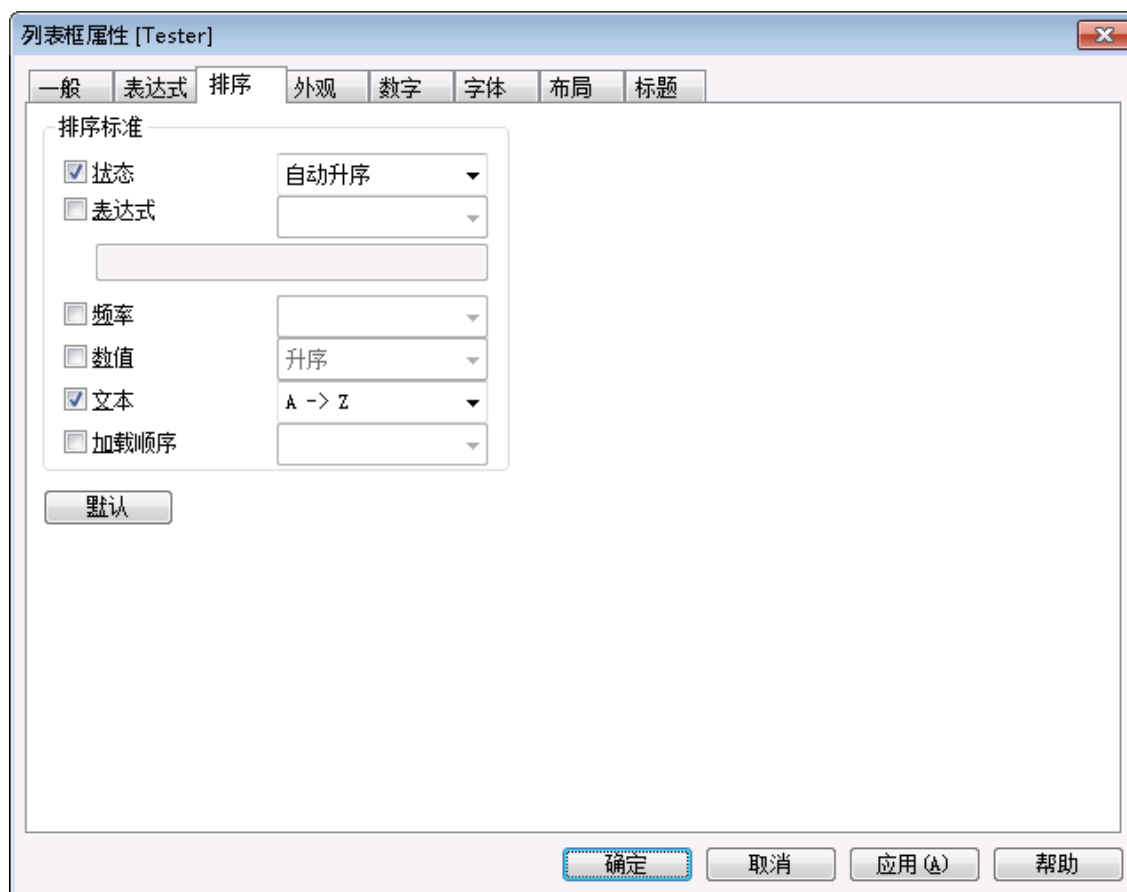 列表框属性 [Tester]
一般 表达式 排序 外观 数字 字体 布局 标题
排序标准
状态 自动升序
表达式
频率
数值 升序
文本 A -> Z
加载顺序
默认
确定 取消 应用(A) 帮助